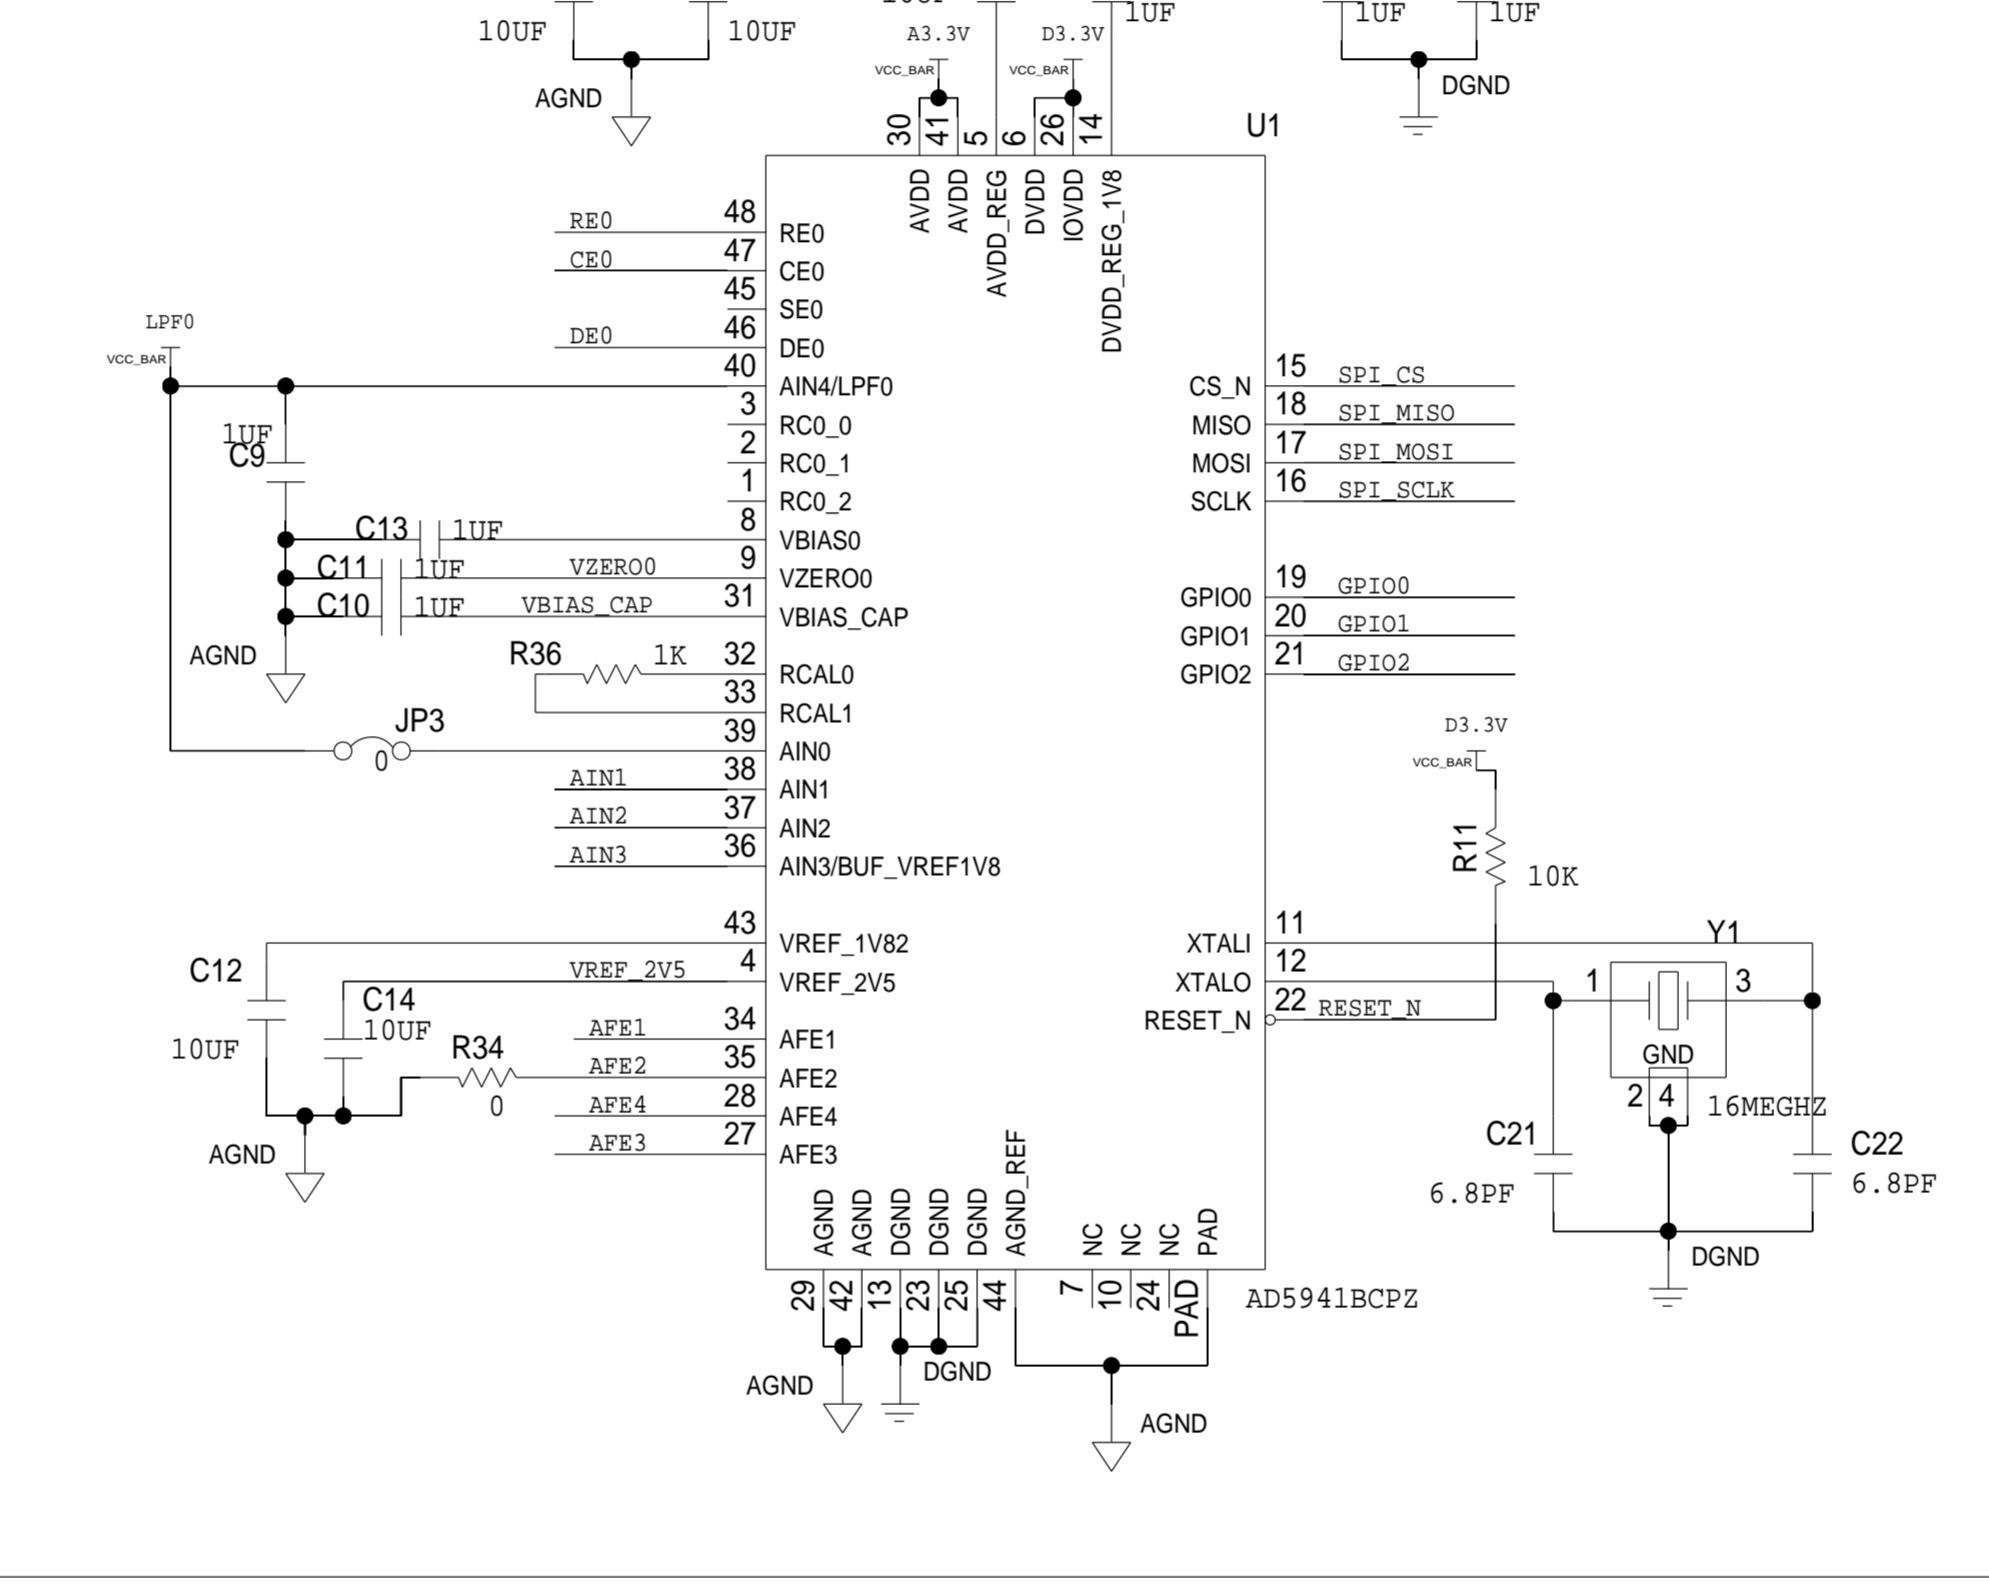 10UF
10UF
1UF
1UF
1UF
A3.3V
D3.3V
VCC_BAR
VCC_BAR
AGND
DGND
U1
30
41
5
6
26
14
AVDD
AVDD
AVDD_REG
DVDD
IOVDD
DVDD_REG_1V8
RE0 48 RE0
CE0 47 CE0
45 SE0
DE0 46 DE0
LPF0
VCC_BAR
40 AIN4/LPF0
3 RC0_0
2 RC0_1
1 RC0_2
1UF
C9
C13 1UF 8 VBIAS0
C11 1UF VZERO0 9 VZERO0
C10 1UF VBIAS_CAP 31 VBIAS_CAP
AGND
R36 1K 32 RCAL0
33 RCAL1
JP3
0
39 AIN0
AIN1 38 AIN1
AIN2 37 AIN2
AIN3 36 AIN3/BUF_VREF1V8
43 VREF_1V82
VREF_2V5 4 VREF_2V5
C12
10UF
C14
10UF
R34
0
AGND
AFE1 34 AFE1
AFE2 35 AFE2
AFE4 28 AFE4
AFE3 27 AFE3
CS_N 15 SPI_CS
MISO 18 SPI_MISO
MOSI 17 SPI_MOSI
SCLK 16 SPI_SCLK
GPIO0 19 GPIO0
GPIO1 20 GPIO1
GPIO2 21 GPIO2
D3.3V
VCC_BAR
R11
10K
XTALI 11
XTALO 12
RESET_N 22 RESET_N
Y1
1
3
GND
2 4
16MEGHZ
C21
6.8PF
C22
6.8PF
DGND
AGND
AGND
DGND
DGND
DGND
AGND_REF
NC
NC
NC
PAD
29
42
13
23
25
44
7
10
24
PAD
AD5941BCPZ
AGND
DGND
AGND